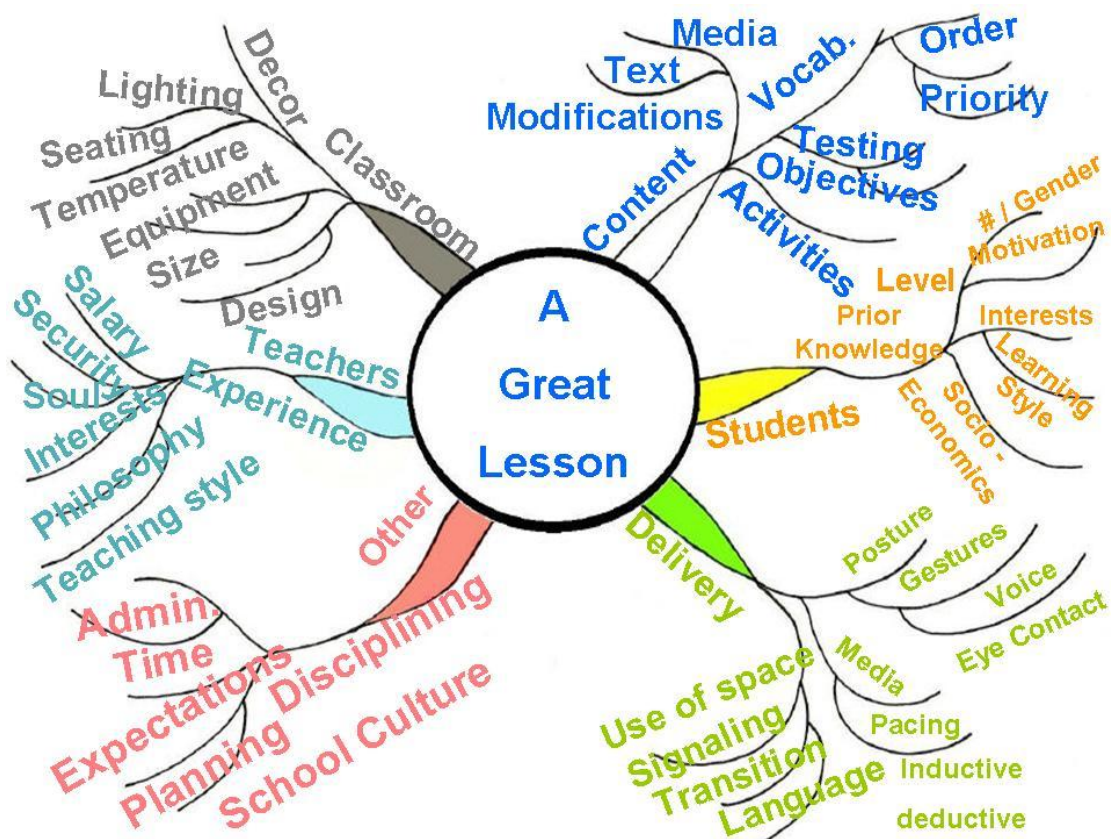 A
Great
Lesson
Content
Modifications
Text
Media
Vocab.
Order
Priority
Testing
Objectives
Activities
Students
Prior
Knowledge
Level
# / Gender
Motivation
Interests
Learning
Style
Socio -
Economics
Delivery
Posture
Gestures
Voice
Eye Contact
Media
Pacing
Inductive
deductive
Use of space
Signaling
Transition
Language
Other
Disciplining
Admin.
Time
Expectations
Planning
School Culture
Teachers
Experience
Salary
Security
Soul
Interests
Philosophy
Teaching style
Classroom
Decor
Lighting
Seating
Temperature
Equipment
Size
Design